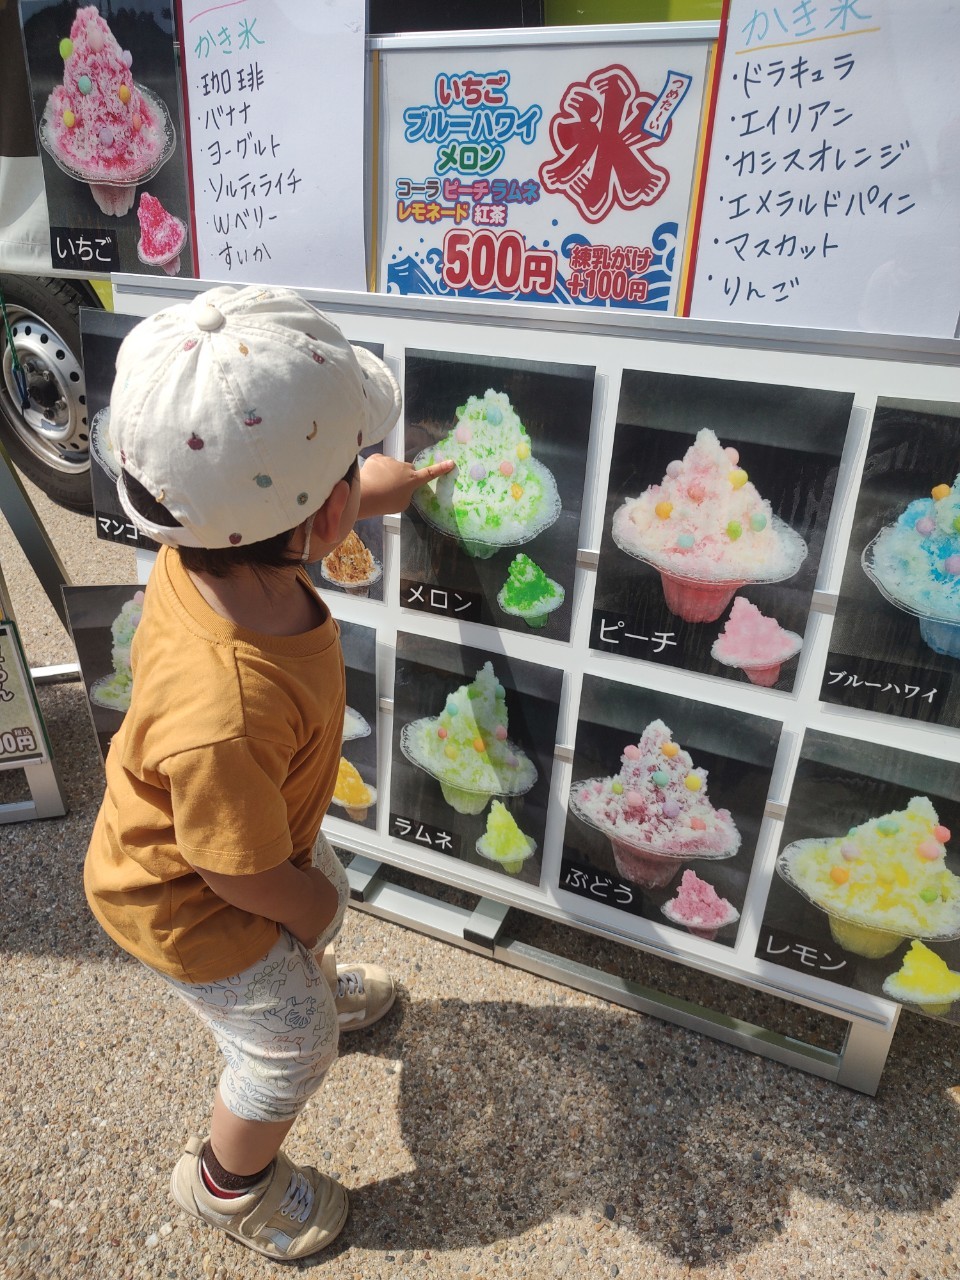 かき氷
・珈琲
・バナナ
・ヨーグルト
・ソルティライチ
・Wベリー
・すいか
いちご
いちご
ブルーハワイ
メロン
コーラ ピーチ ラムネ
レモネード 紅茶
500円
氷
つめた〜い
練乳がけ
+100円
かき氷
・ドラキュラ
・エイリアン
・カシスオレンジ
・エメラルドパイン
・マスカット
・りんご
マンゴー
メロン
ピーチ
ブルーハワイ
ラムネ
ぶどう
レモン
税込
00円